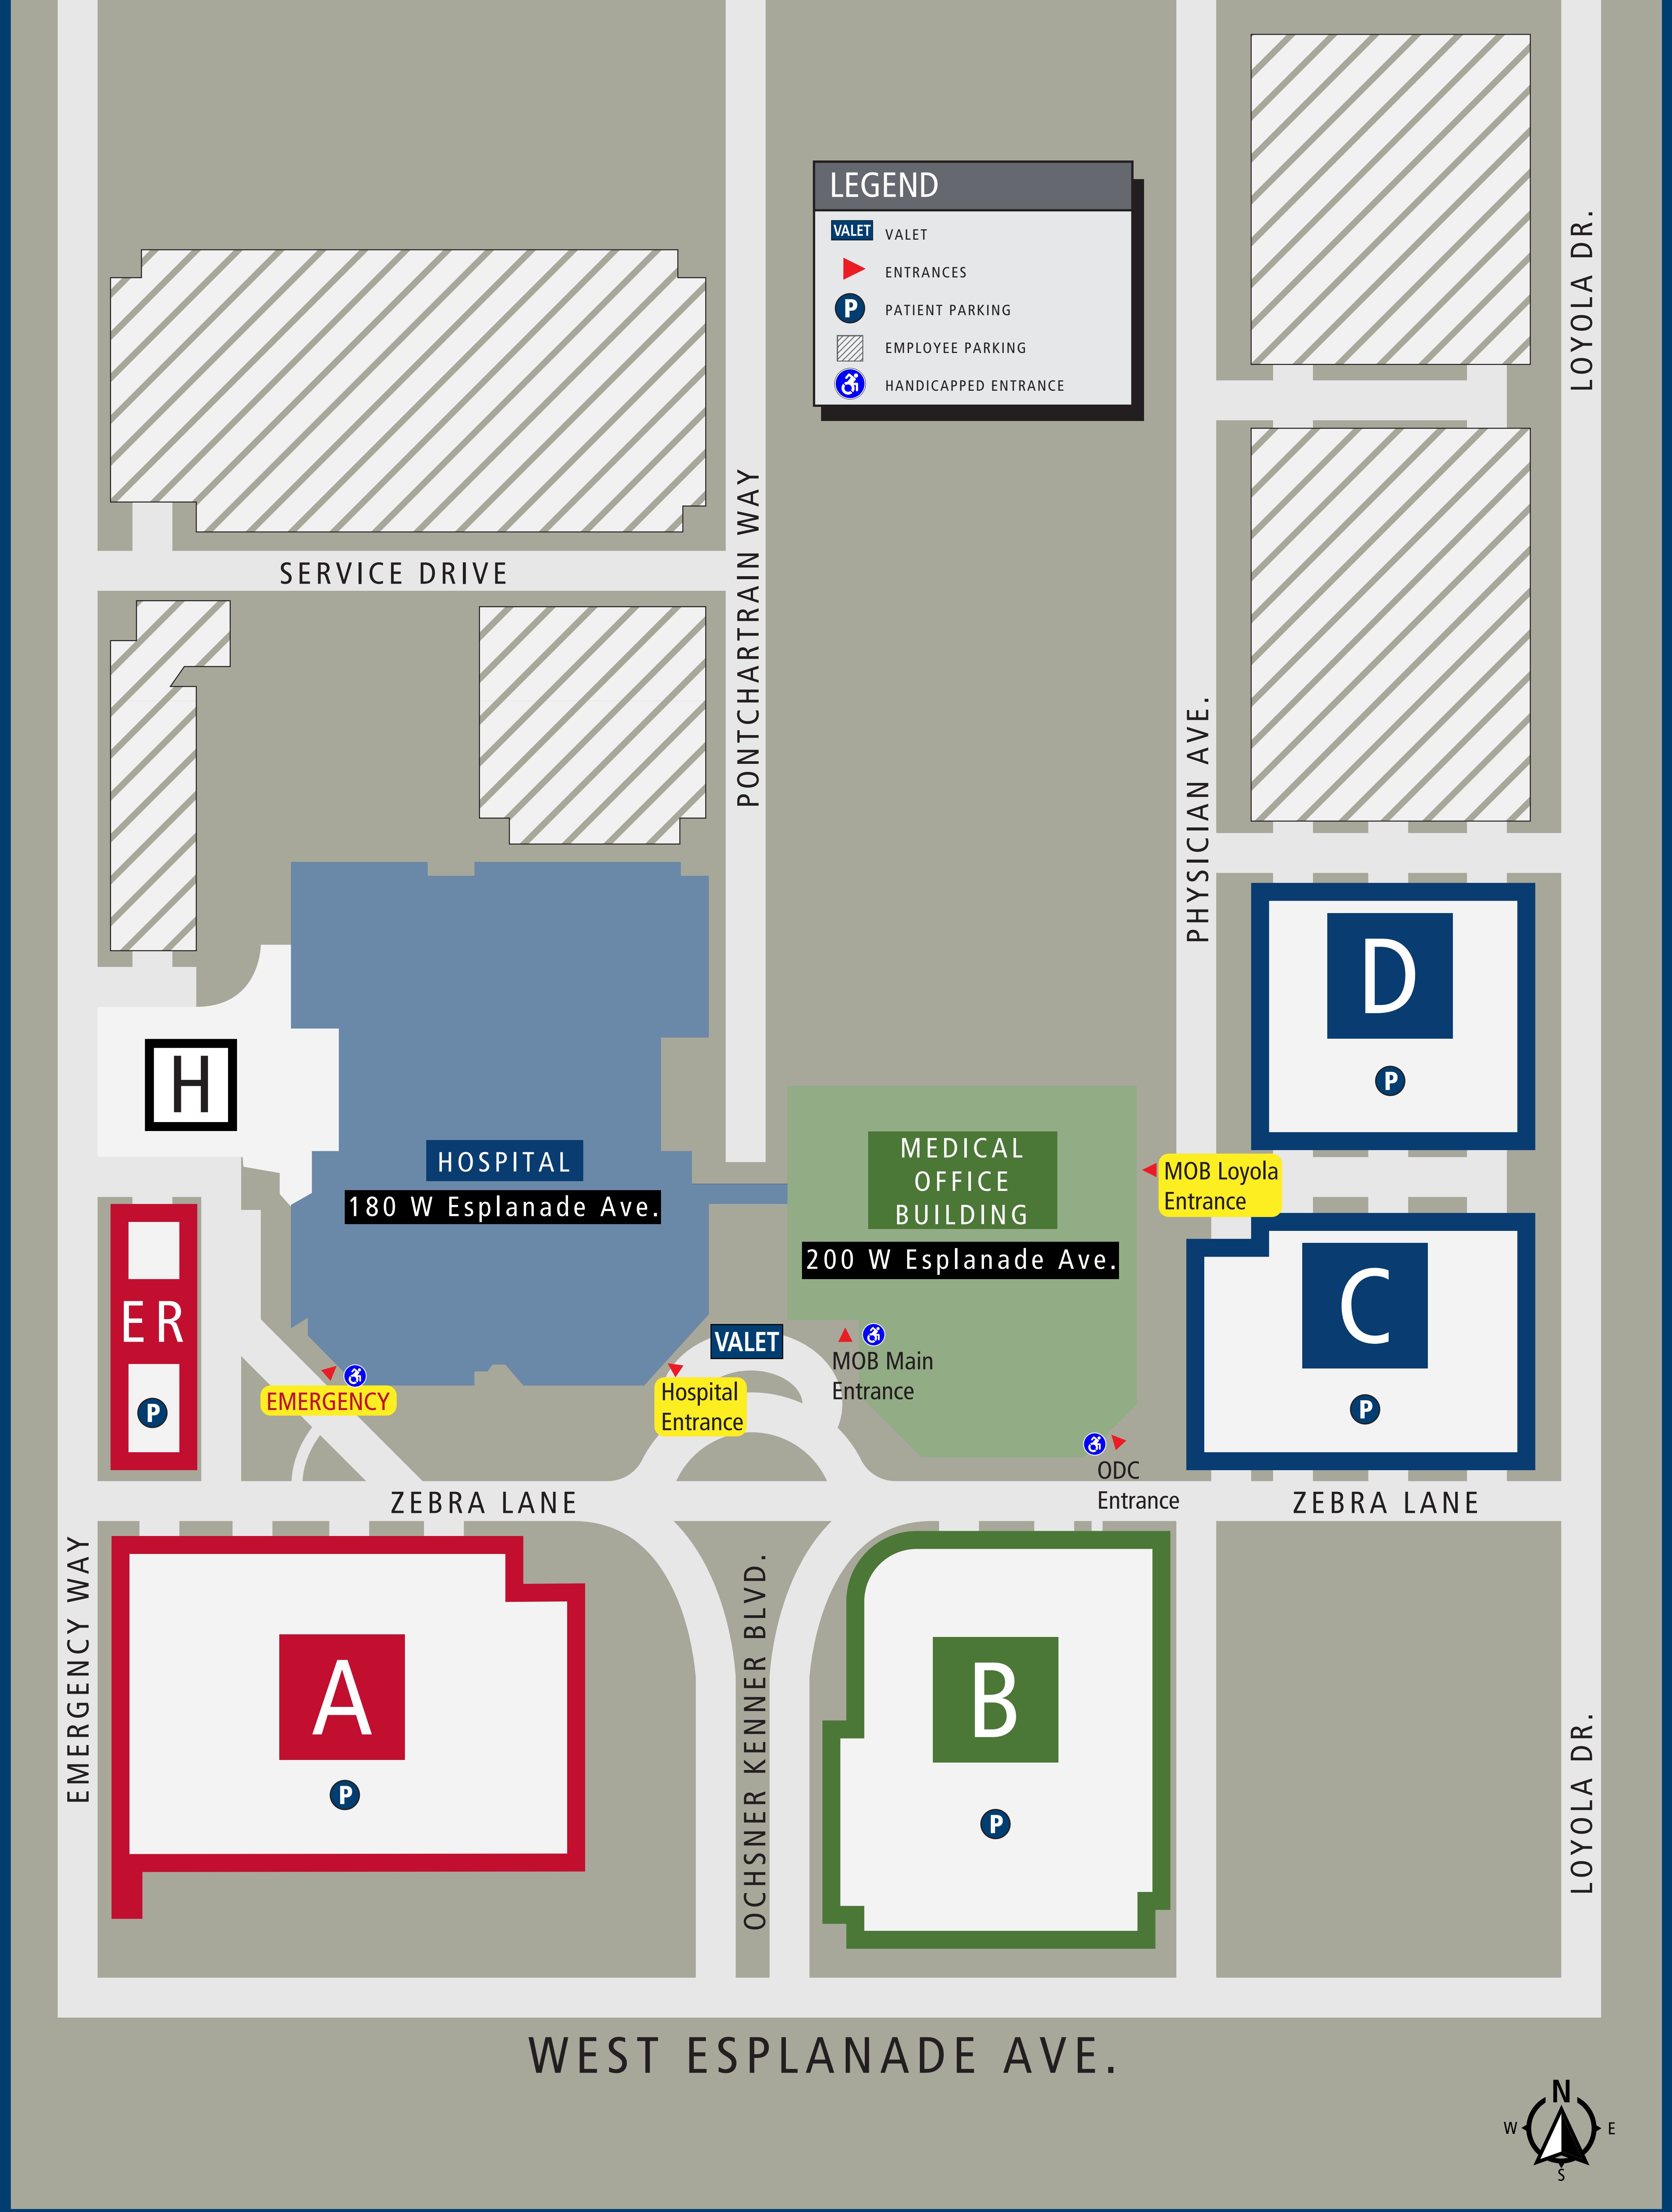 LEGEND
VALET VALET
ENTRANCES
P PATIENT PARKING
EMPLOYEE PARKING
HANDICAPPED ENTRANCE
LOYOLA DR.
SERVICE DRIVE
PONTCHARTRAIN WAY
PHYSICIAN AVE.
D
P
H
HOSPITAL
180 W Esplanade Ave.
MEDICAL
OFFICE
BUILDING
200 W Esplanade Ave.
MOB Loyola
Entrance
ER
P
C
P
VALET
EMERGENCY
Hospital
Entrance
MOB Main
Entrance
ODC
Entrance
ZEBRA LANE
ZEBRA LANE
EMERGENCY WAY
A
P
OCHSNER KENNER BLVD.
B
P
LOYOLA DR.
WEST ESPLANADE AVE.
N
W E
S